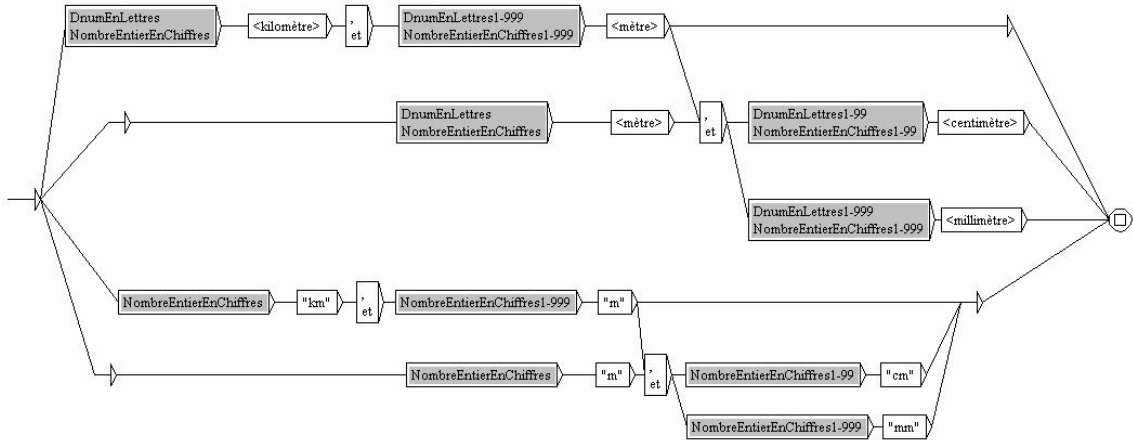 DnumEnLettres
NombreEntierEnChiffres
<kilomètre>
,
et
DnumEnLettres1-999
NombreEntierEnChiffres1-999
<mètre>
DnumEnLettres
NombreEntierEnChiffres
<mètre>
,
et
DnumEnLettres1-99
NombreEntierEnChiffres1-99
<centimètre>
DnumEnLettres1-999
NombreEntierEnChiffres1-999
<millimètre>
NombreEntierEnChiffres
"km"
,
et
NombreEntierEnChiffres1-999
"m"
NombreEntierEnChiffres
"m"
,
et
NombreEntierEnChiffres1-99
"cm"
NombreEntierEnChiffres1-999
"mm"